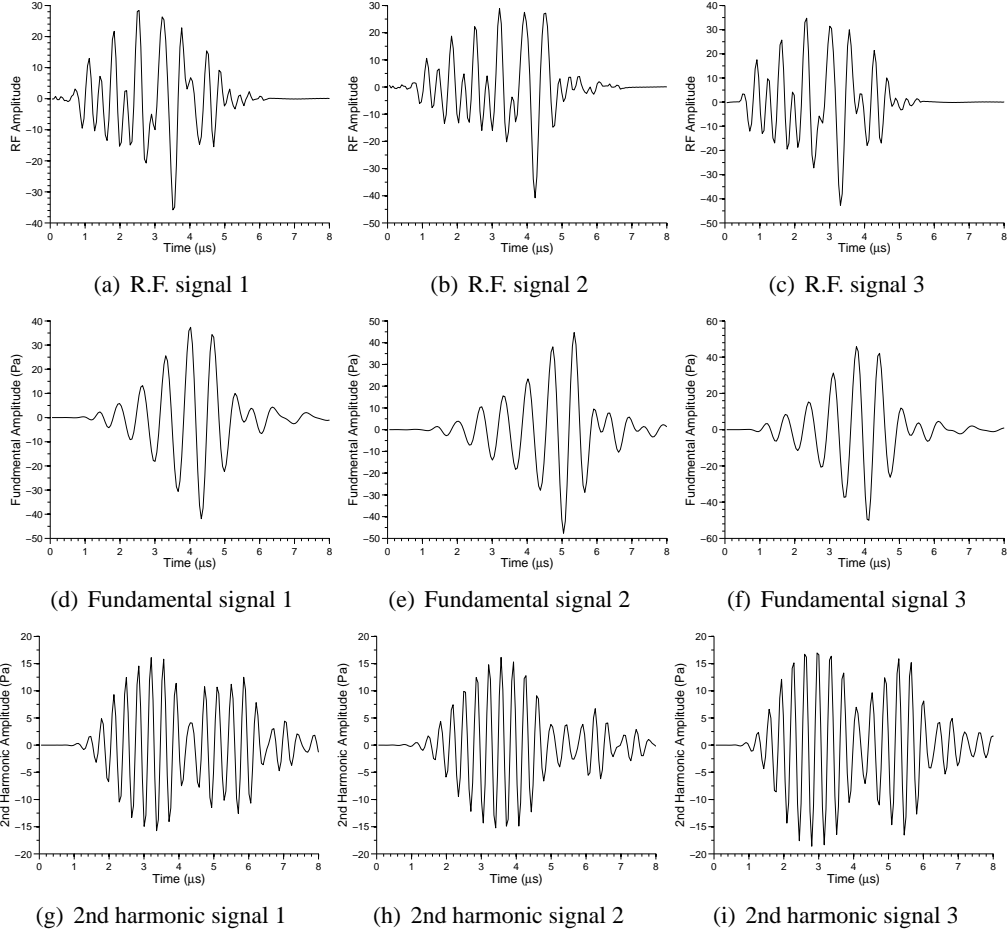 RF Amplitude
30
20
10
0
−10
−20
−30
−40
0 1 2 3 4 5 6 7 8
Time (μs)
(a) R.F. signal 1
RF Amplitude
30
20
10
0
−10
−20
−30
−40
−50
0 1 2 3 4 5 6 7 8
Time (μs)
(b) R.F. signal 2
RF Amplitude
40
30
20
10
0
−10
−20
−30
−40
−50
0 1 2 3 4 5 6 7 8
Time (μs)
(c) R.F. signal 3
Fundmental Amplitude (Pa)
40
30
20
10
0
−10
−20
−30
−40
−50
0 1 2 3 4 5 6 7 8
Time (μs)
(d) Fundamental signal 1
Fundmental Amplitude (Pa)
50
40
30
20
10
0
−10
−20
−30
−40
−50
0 1 2 3 4 5 6 7 8
Time (μs)
(e) Fundamental signal 2
Fundmental Amplitude (Pa)
60
40
20
0
−20
−40
−60
0 1 2 3 4 5 6 7 8
Time (μs)
(f) Fundamental signal 3
2nd Harmonic Amplitude (Pa)
20
15
10
5
0
−5
−10
−15
−20
0 1 2 3 4 5 6 7 8
Time (μs)
(g) 2nd harmonic signal 1
2nd Harmonic Amplitude (Pa)
20
15
10
5
0
−5
−10
−15
−20
0 1 2 3 4 5 6 7 8
Time (μs)
(h) 2nd harmonic signal 2
2nd Harmonic Amplitude (Pa)
20
15
10
5
0
−5
−10
−15
−20
0 1 2 3 4 5 6 7 8
Time (μs)
(i) 2nd harmonic signal 3